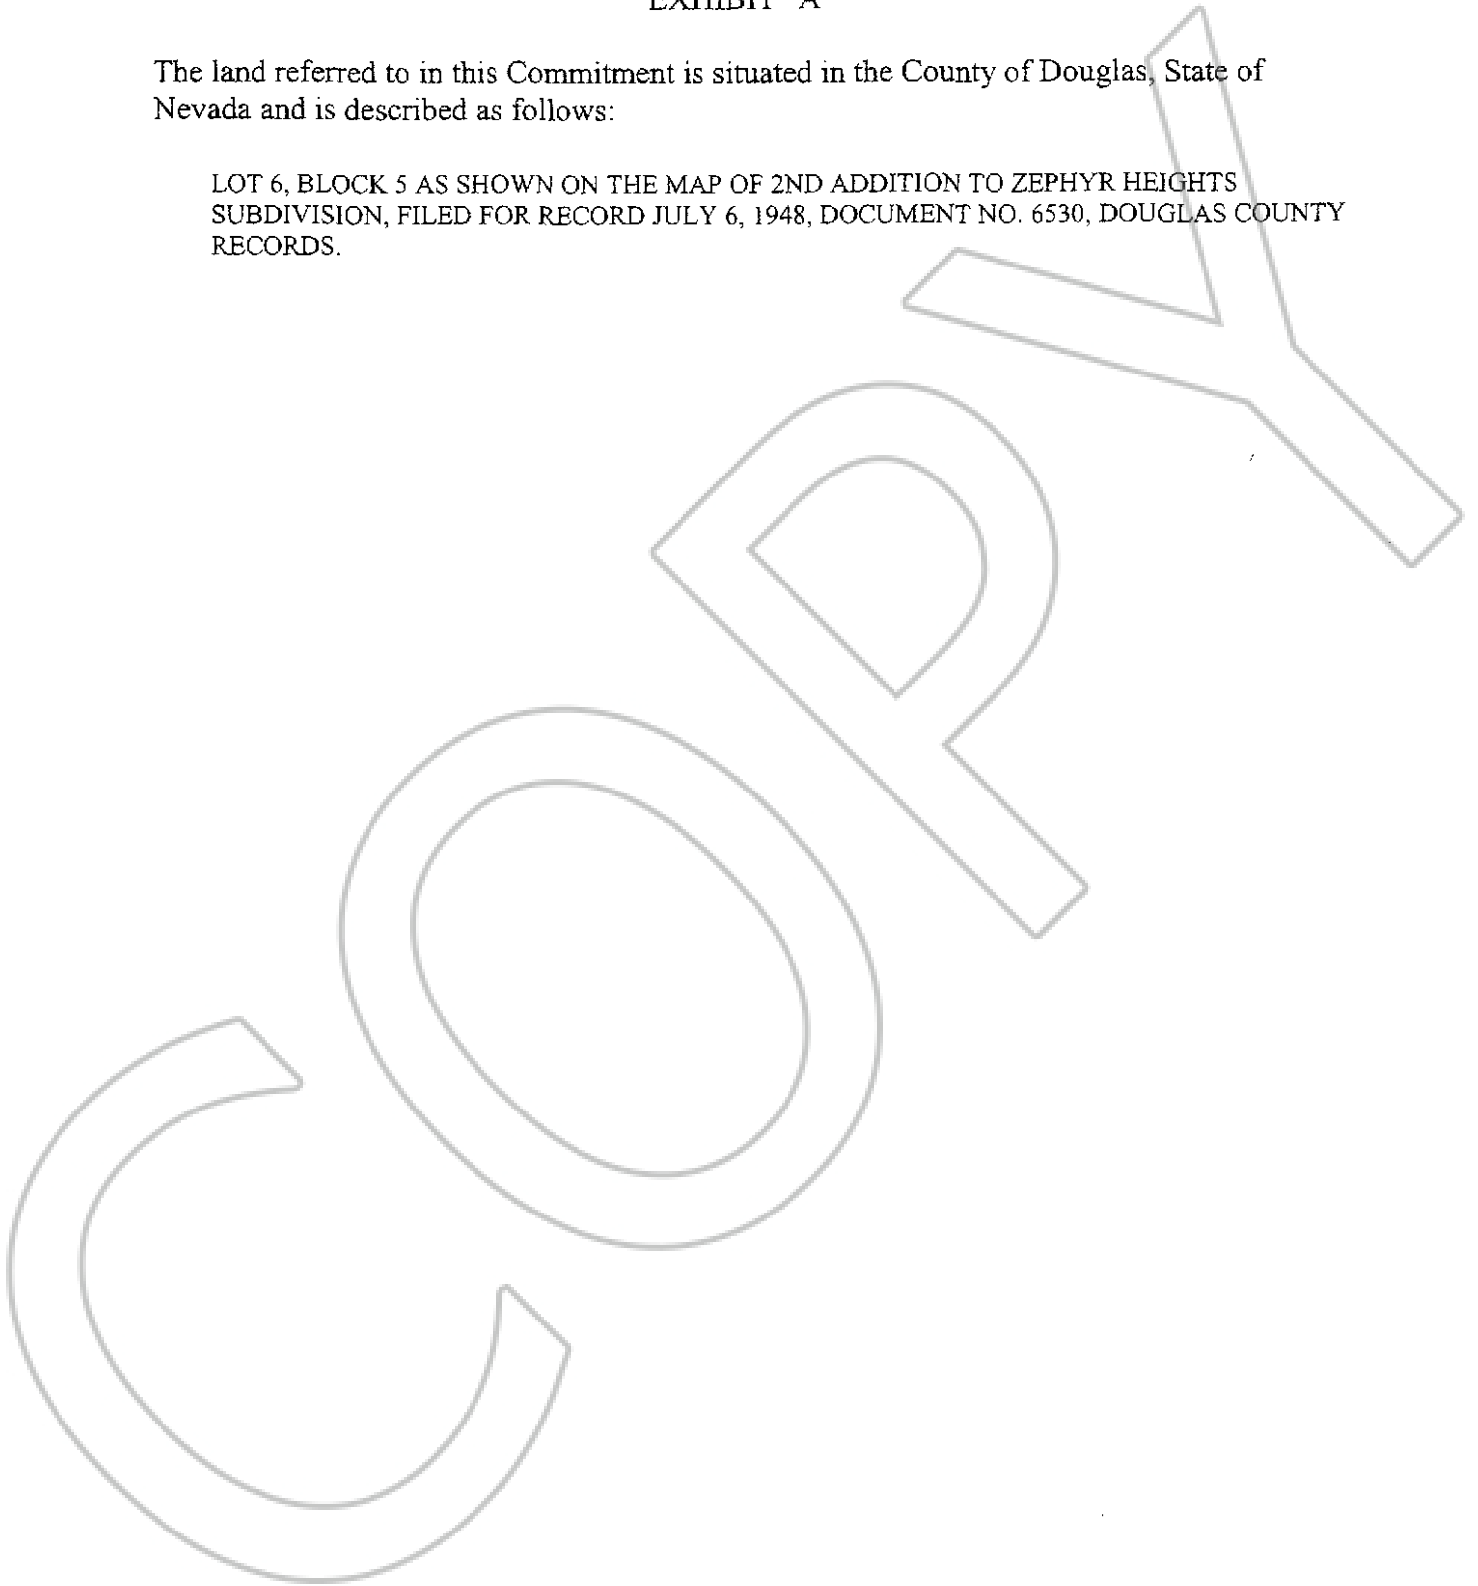 EXHIBIT "A"
The land referred to in this Commitment is situated in the County of Douglas, State of
Nevada and is described as follows:
LOT 6, BLOCK 5 AS SHOWN ON THE MAP OF 2ND ADDITION TO ZEPHYR HEIGHTS
SUBDIVISION, FILED FOR RECORD JULY 6, 1948, DOCUMENT NO. 6530, DOUGLAS COUNTY
RECORDS.
COPY